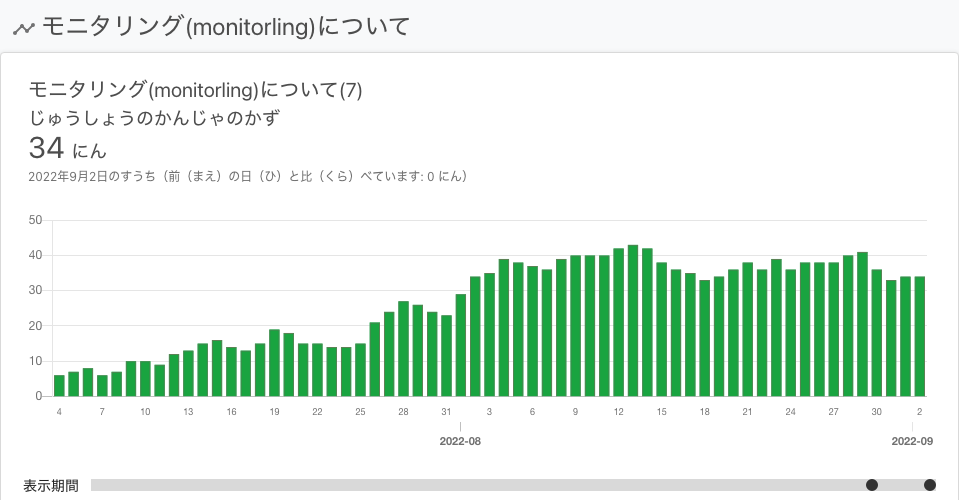 モニタリング(monitorling)について
モニタリング(monitorling)について(7)
じゅうしょうのかんじゃのかず
34 にん
2022年9月2日のすうち（前（まえ）の日（ひ）と比（くら）べています: 0 にん）
50
40
30
20
10
0
4 7 10 13 16 19 22 25 28 31 3 6 9 12 15 18 21 24 27 30 2
2022-08 2022-09
表示期間